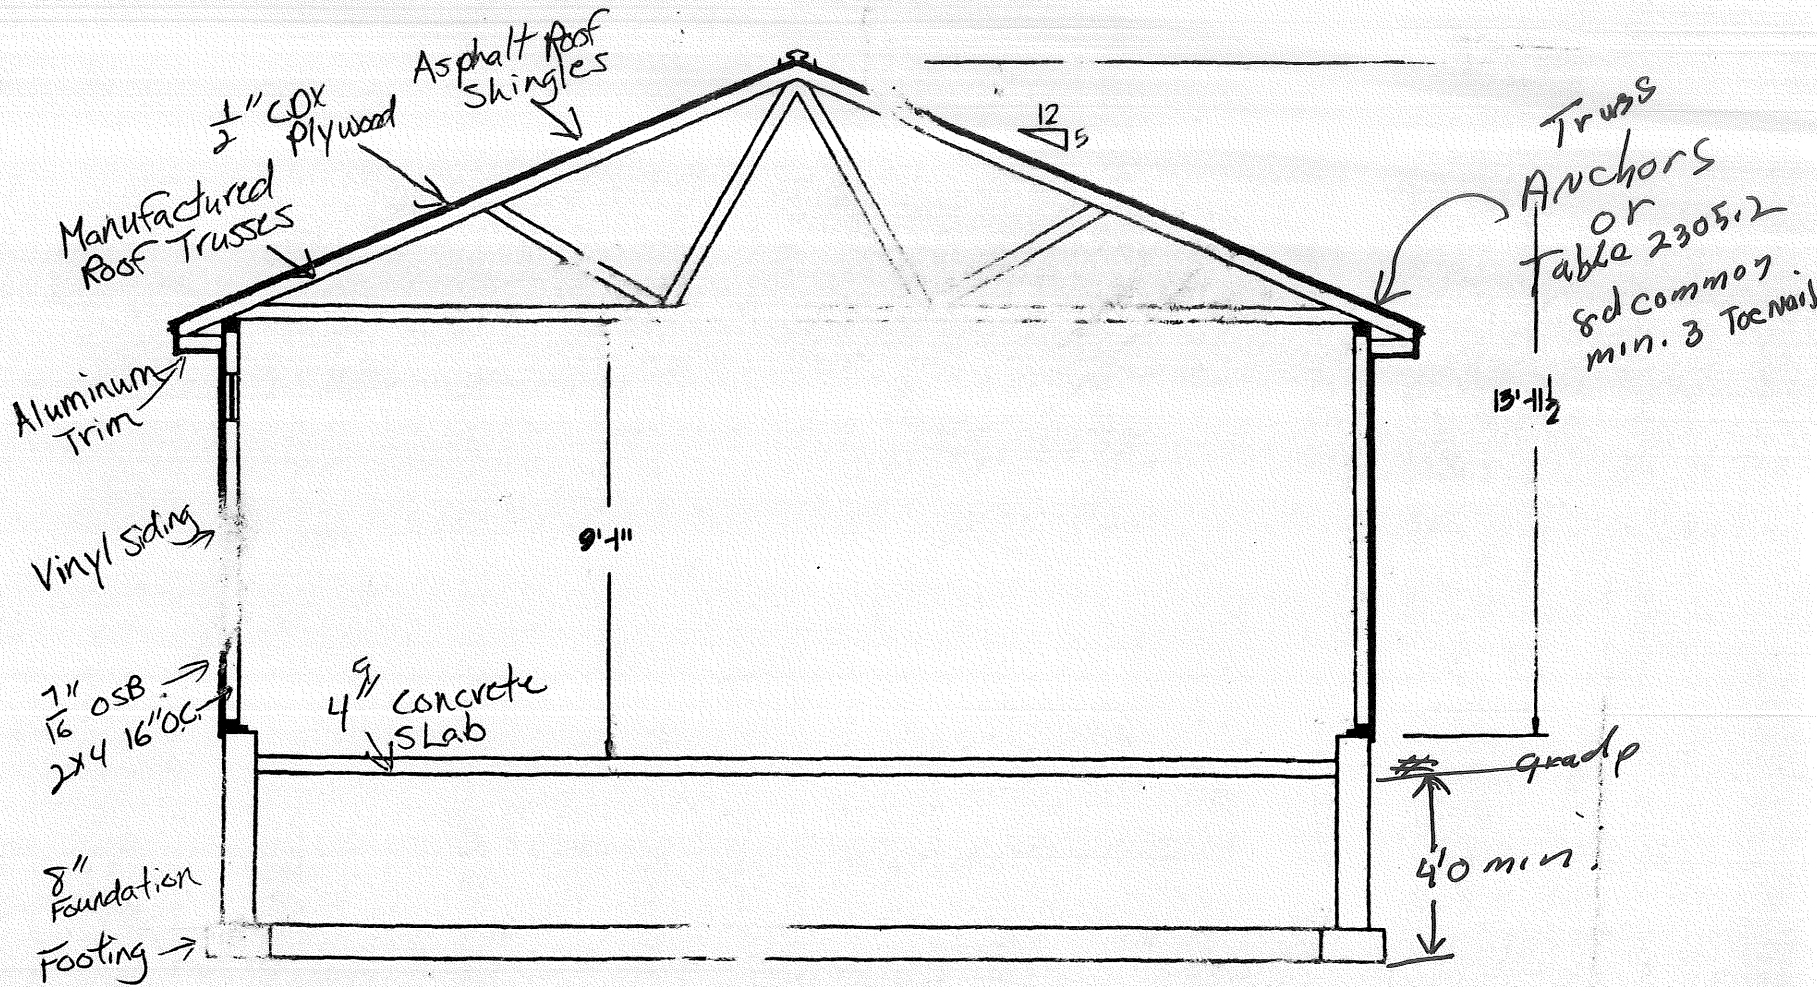 Asphalt Roof
Shingles
1/2" CDX
Plywood
Manufactured
Roof Trusses
Aluminum
Trim
Vinyl Siding
7/16" OSB
2x4 16" O.C.
8"
Foundation
Footing
4" Concrete
SLab
9'-1"
12
5
Truss
Anchors
or
Table 2305.2
8d common
min. 3 Toenails
13'-11½
grade
4'0 min.